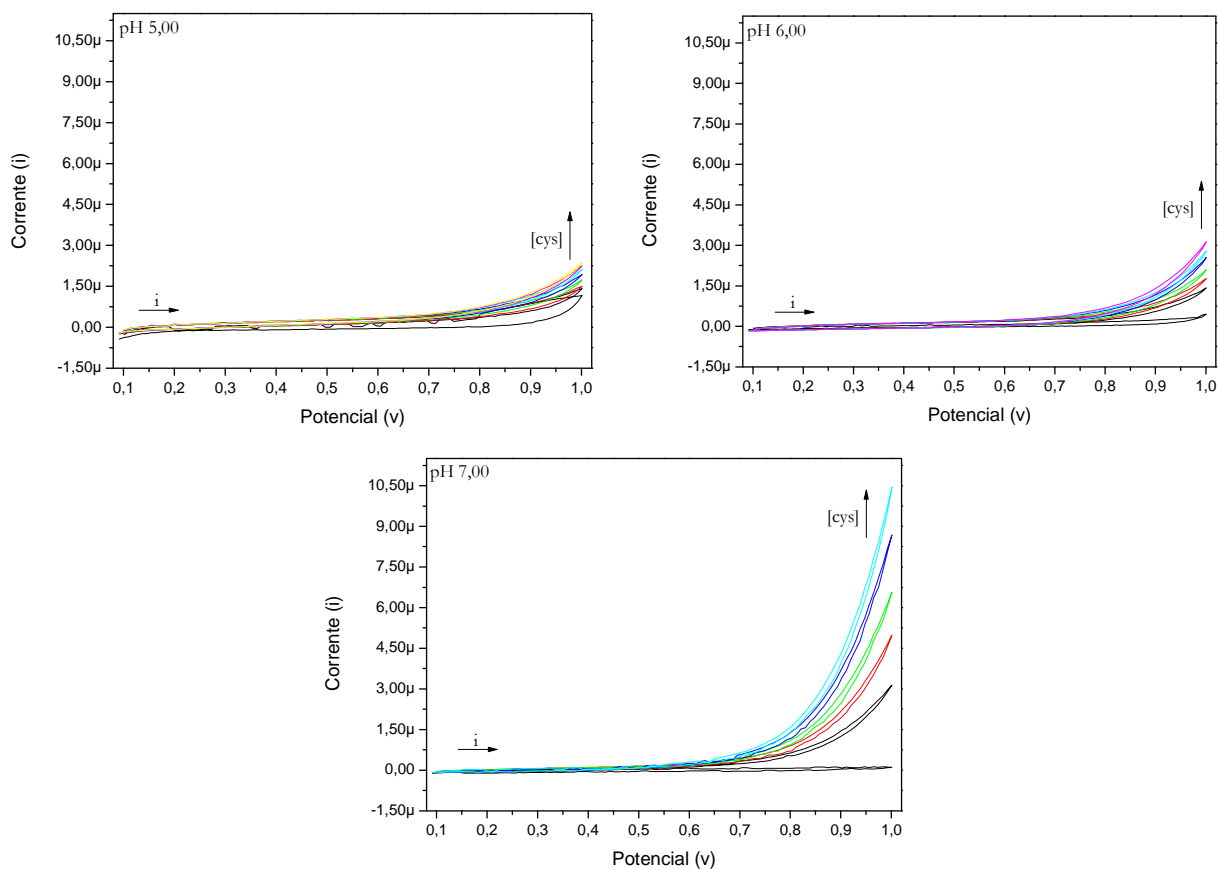 pH 5,00
10,50µ
9,00µ
7,50µ
6,00µ
4,50µ
3,00µ
1,50µ
0,00
-1,50µ
Corrente (i)
[cys]
i
0,1 0,2 0,3 0,4 0,5 0,6 0,7 0,8 0,9 1,0
Potencial (v)
pH 6,00
10,50µ
9,00µ
7,50µ
6,00µ
4,50µ
3,00µ
1,50µ
0,00
-1,50µ
Corrente (i)
[cys]
i
0,1 0,2 0,3 0,4 0,5 0,6 0,7 0,8 0,9 1,0
Potencial (v)
pH 7,00
10,50µ
9,00µ
7,50µ
6,00µ
4,50µ
3,00µ
1,50µ
0,00
-1,50µ
Corrente (i)
[cys]
i
0,1 0,2 0,3 0,4 0,5 0,6 0,7 0,8 0,9 1,0
Potencial (v)